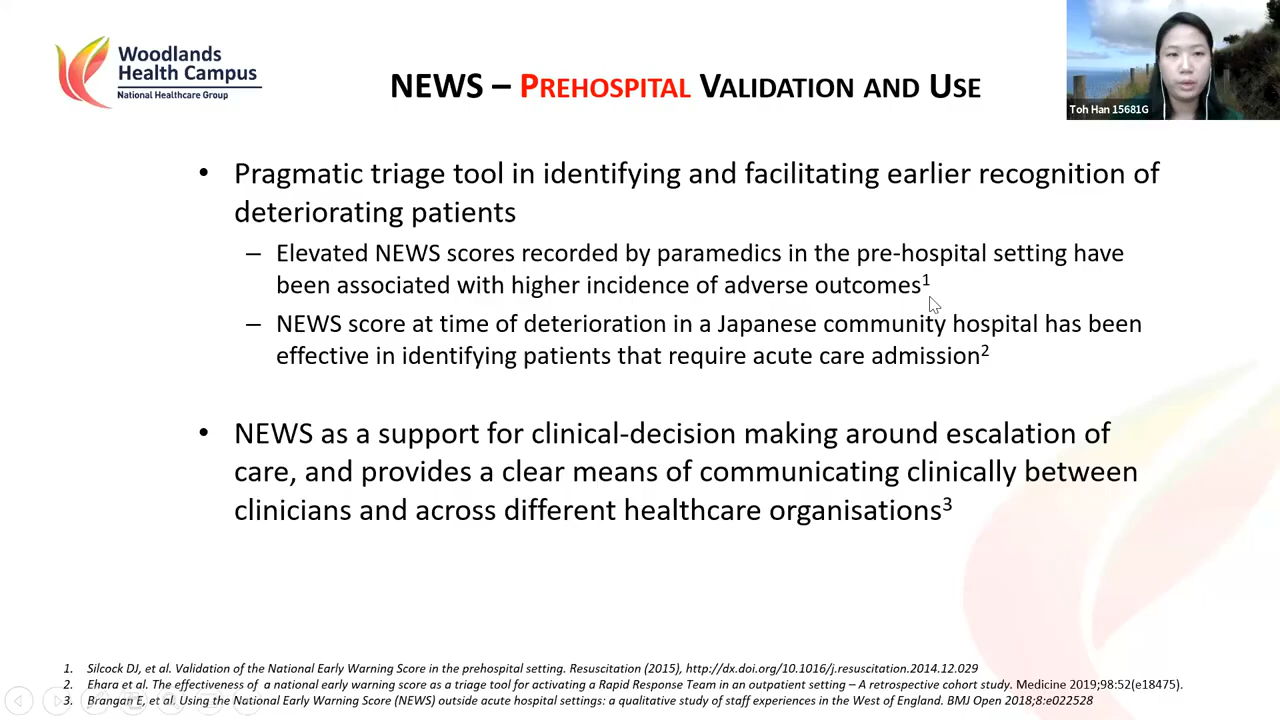 Woodlands
Health Campus
National Healthcare Group
NEWS – PREHOSPITAL VALIDATION AND USE
Toh Han 15681G
• Pragmatic triage tool in identifying and facilitating earlier recognition of
deteriorating patients
– Elevated NEWS scores recorded by paramedics in the pre-hospital setting have
been associated with higher incidence of adverse outcomes¹
– NEWS score at time of deterioration in a Japanese community hospital has been
effective in identifying patients that require acute care admission²
• NEWS as a support for clinical-decision making around escalation of
care, and provides a clear means of communicating clinically between
clinicians and across different healthcare organisations³
1. Silcock DJ, et al. Validation of the National Early Warning Score in the prehospital setting. Resuscitation (2015), http://dx.doi.org/10.1016/j.resuscitation.2014.12.029
2. Ehara et al. The effectiveness of a national early warning score as a triage tool for activating a Rapid Response Team in an outpatient setting – A retrospective cohort study. Medicine 2019;98:52(e18475).
3. Brangan E, et al. Using the National Early Warning Score (NEWS) outside acute hospital settings: a qualitative study of staff experiences in the West of England. BMJ Open 2018;8:e022528